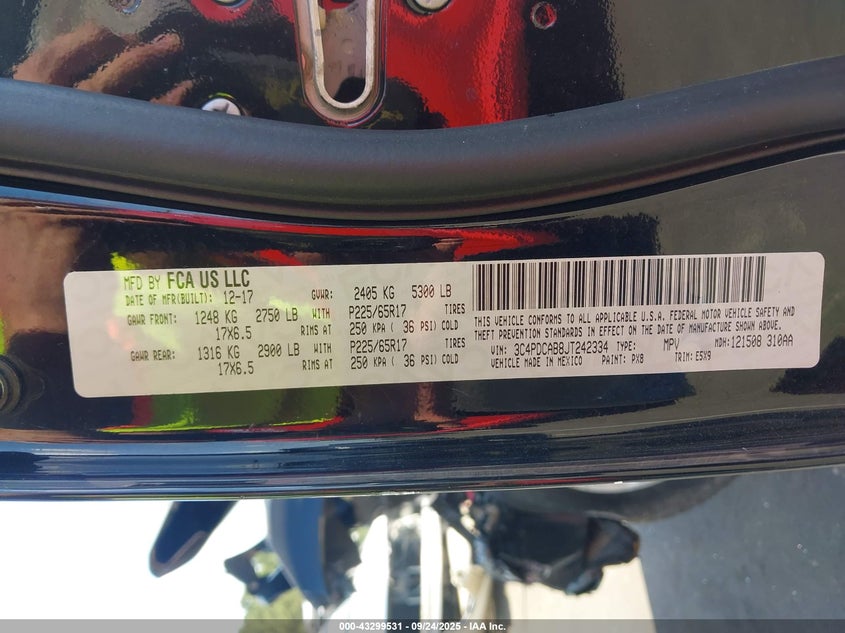 MFD BY FCA US LLC
DATE OF MFR(BUILT): 12-17 GVWR: 2405 KG 5300 LB
GAWR FRONT: 1248 KG 2750 LB WITH P225/65R17 TIRES
17X6.5 RIMS AT 250 KPA ( 36 PSI) COLD
GAWR REAR: 1316 KG 2900 LB WITH P225/65R17 TIRES
17X6.5 RIMS AT 250 KPA ( 36 PSI) COLD
THIS VEHICLE CONFORMS TO ALL APPLICABLE U.S.A. FEDERAL MOTOR VEHICLE SAFETY AND
THEFT PREVENTION STANDARDS IN EFFECT ON THE DATE OF MANUFACTURE SHOWN ABOVE.
VIN: 3C4PDCAB8JT242334 TYPE: MPV MDH: 121508 310AA
VEHICLE MADE IN MEXICO PAINT: PX8 TRIM: E5X9
000-43299531 - 09/24/2025 - IAA Inc.